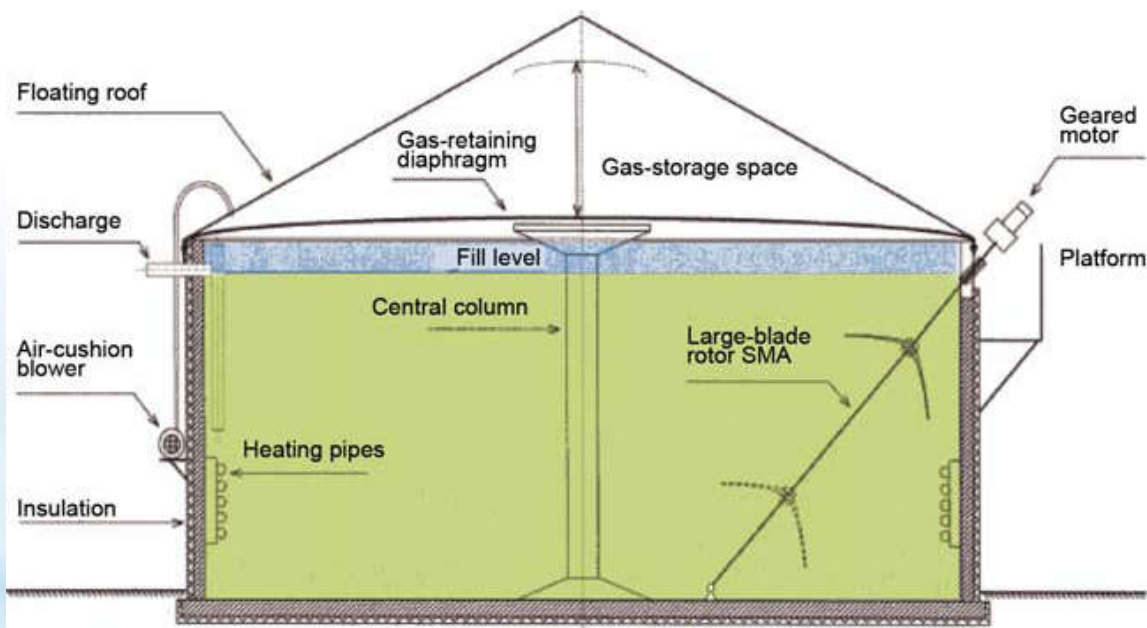 Floating roof
Gas-retaining
diaphragm
Gas-storage space
Geared
motor
Discharge
Fill level
Platform
Central column
Air-cushion
blower
Large-blade
rotor SMA
Heating pipes
Insulation